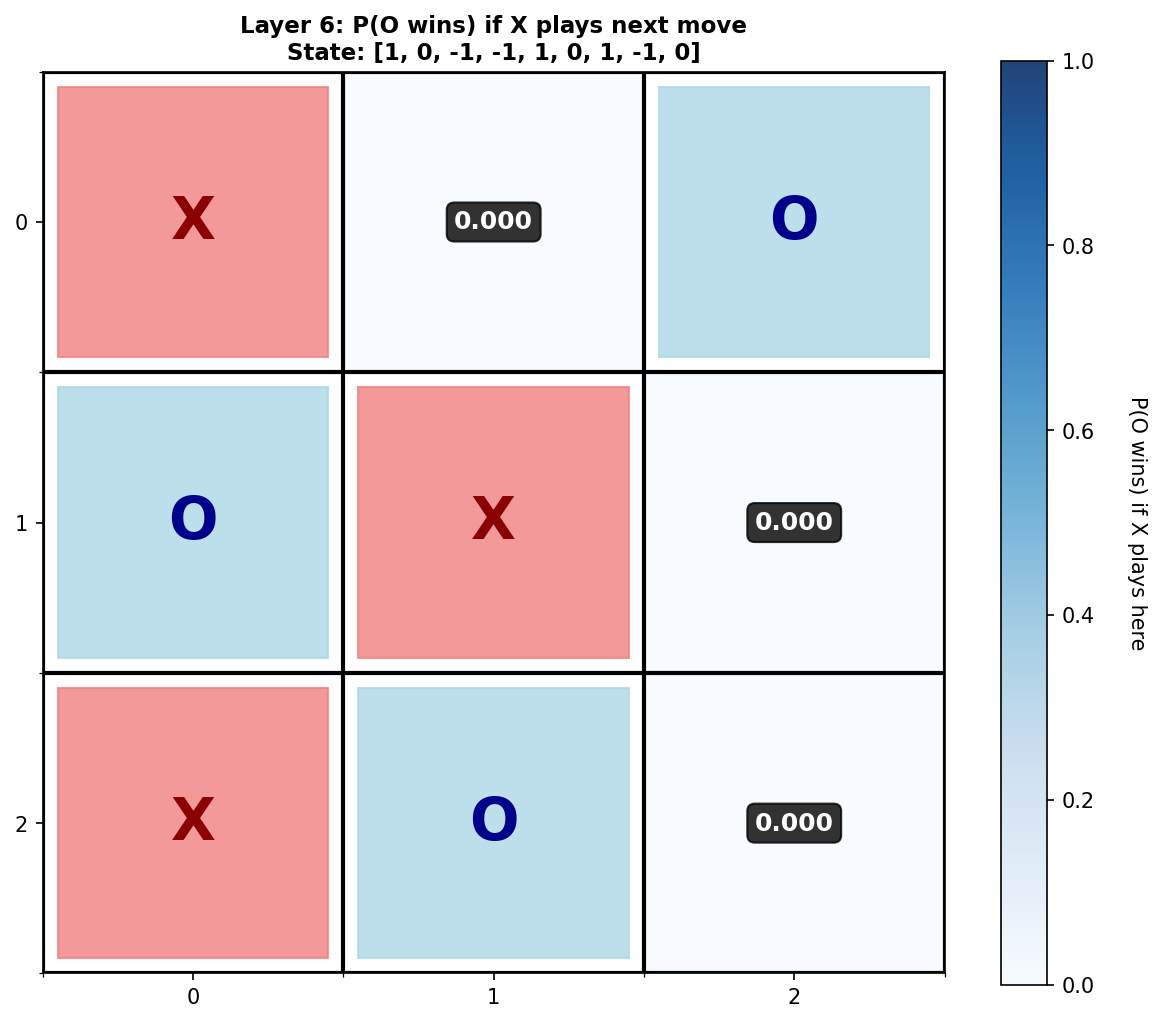 Layer 6: P(O wins) if X plays next move
State: [1, 0, -1, -1, 1, 0, 1, -1, 0]
0
X
0.000
O
1
O
X
0.000
2
X
O
0.000
0
1
2
1.0
0.8
0.6
0.4
0.2
0.0
P(O wins) if X plays here